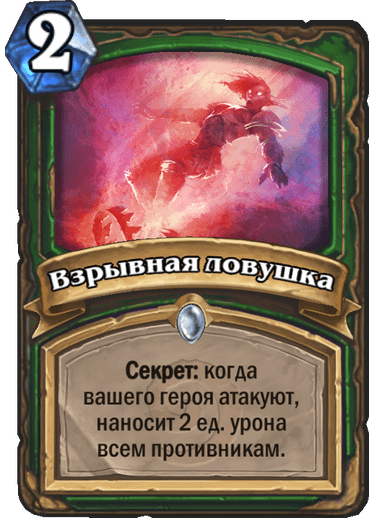 2
Взрывная ловушка
Секрет: когда
вашего героя атакуют,
наносит 2 ед. урона
всем противникам.